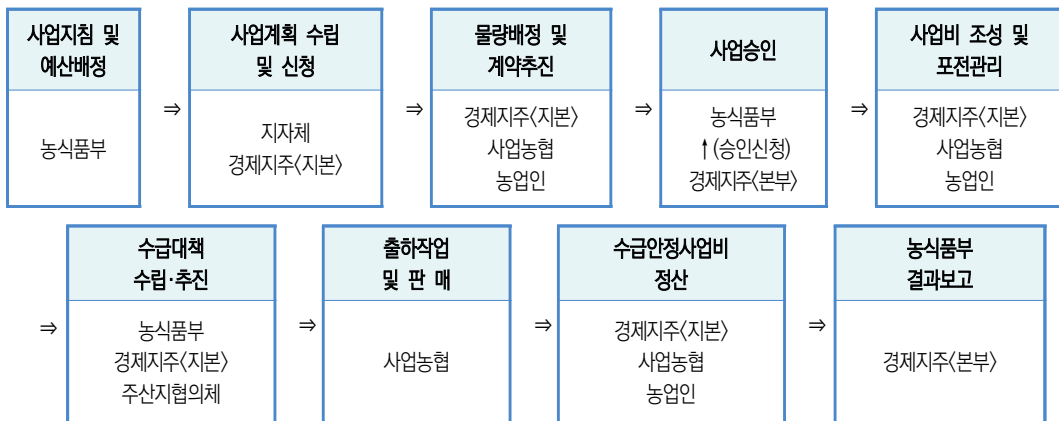 사업지침 및
예산배정
농식품부
⇒
사업계획 수립
및 신청
지자체
경제지주〈지본〉
⇒
물량배정 및
계약추진
경제지주〈지본〉
사업농협
농업인
⇒
사업승인
농식품부
↑(승인신청)
경제지주〈본부〉
⇒
사업비 조성 및
포전관리
경제지주〈지본〉
사업농협
농업인
⇒
수급대책
수립·추진
농식품부
경제지주〈지본〉
주산지협의체
⇒
출하작업
및 판 매
사업농협
⇒
수급안정사업비
정산
경제지주〈지본〉
사업농협
농업인
⇒
농식품부
결과보고
경제지주〈본부〉